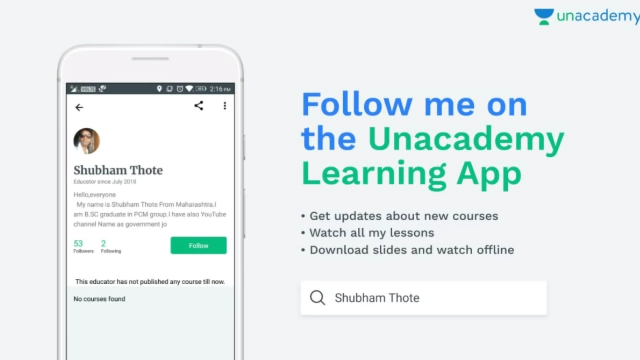 unacademy
Follow me on
the Unacademy
Learning App
• Get updates about new courses
• Watch all my lessons
• Download slides and watch offline
Shubham Thote
VOLTE 2:16 PM
Shubham Thote
Educator since July 2018
Hello,everyone
My name is Shubham Thote From Maharashtra.I
am B.SC graduate in PCM group.I have also YouTube
channel Name as government jo
53 2
Followers Following
Follow
This educator has not published any course till now.
No courses found